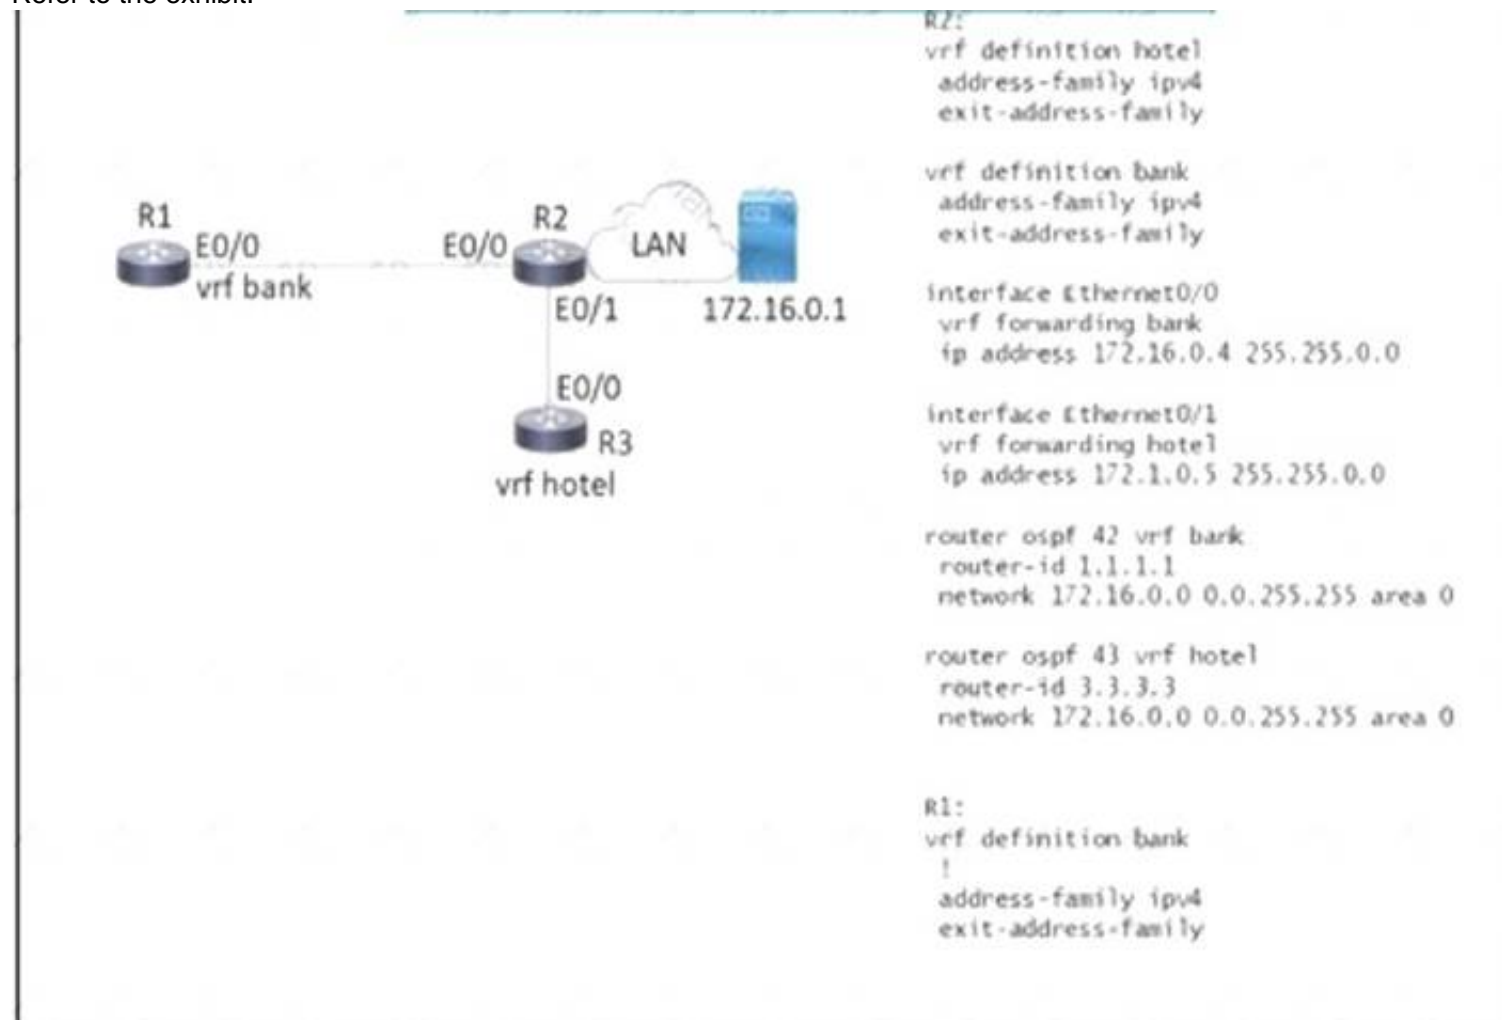 Refer to the exhibit.
R1
E0/0
vrf bank
E0/0
R2
E0/1
LAN
172.16.0.1
E0/0
R3
vrf hotel
R2:
vrf definition hotel
address-family ipv4
exit-address-family
vrf definition bank
address-family ipv4
exit-address-family
interface Ethernet0/0
vrf forwarding bank
ip address 172.16.0.4 255.255.0.0
interface Ethernet0/1
vrf forwarding hotel
ip address 172.1.0.5 255.255.0.0
router ospf 42 vrf bank
router-id 1.1.1.1
network 172.16.0.0 0.0.255.255 area 0
router ospf 43 vrf hotel
router-id 3.3.3.3
network 172.16.0.0 0.0.255.255 area 0
R1:
vrf definition bank
!
address-family ipv4
exit-address-family